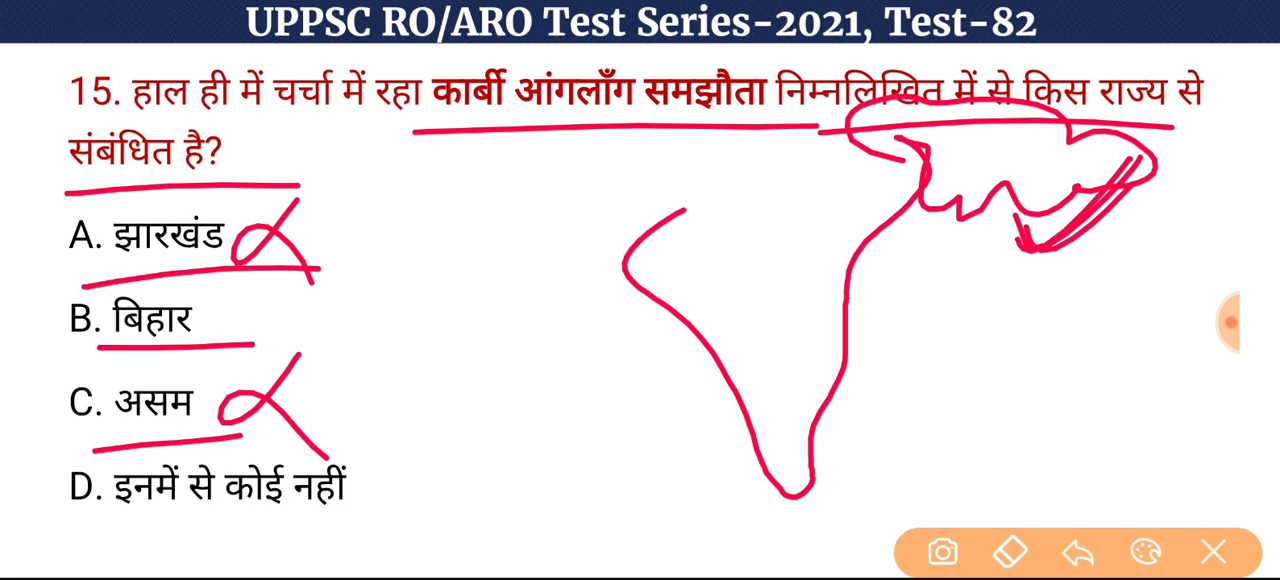 UPPSC RO/ARO Test Series-2021, Test-82
15. हाल ही में चर्चा में रहा कार्बी आंगलाँग समझौता निम्नलिखित में से किस राज्य से
संबंधित है?
A. झारखंड
B. बिहार
C. असम
D. इनमें से कोई नहीं